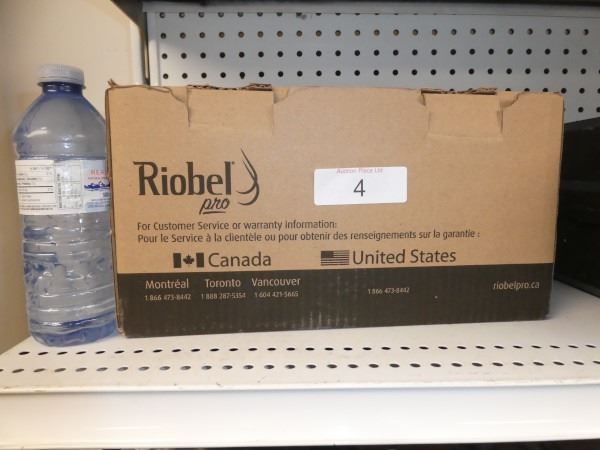 Riobel
pro
Auction Place Ltd
4
For Customer Service or warranty information:
Pour le Service à la clientèle ou pour obtenir des renseignements sur la garantie :
Canada
United States
Montréal Toronto Vancouver
1 866 473-8442 1 888 287-5354 1 604 421-5665 1 866 473-8442
riobelpro.ca